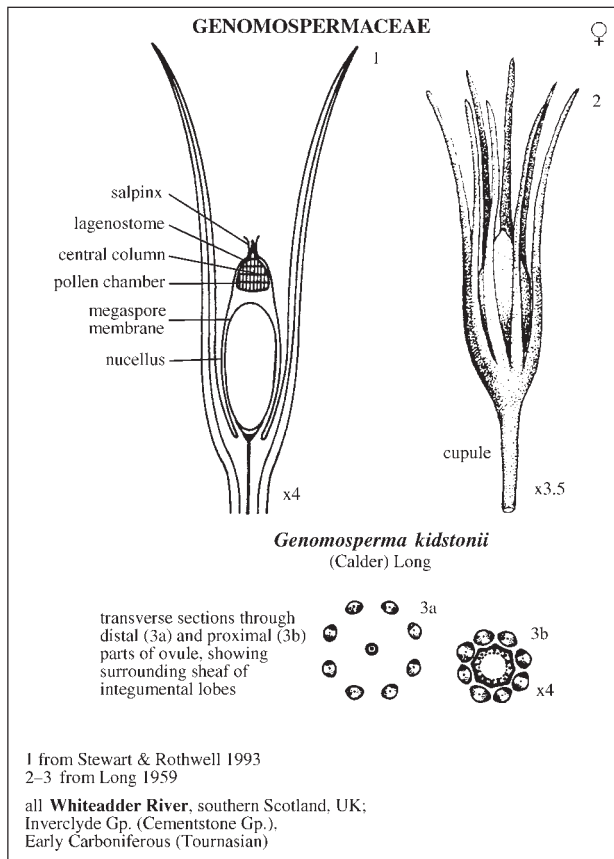 GENOMOSPERMACEAE
♀
1
2
salpinx
lagenostome
central column
pollen chamber
megaspore
membrane
nucellus
cupule
x4
x3.5
Genomosperma kidstonii
(Calder) Long
transverse sections through
distal (3a) and proximal (3b)
parts of ovule, showing
surrounding sheaf of
integumental lobes
3a
3b
x4
1 from Stewart & Rothwell 1993
2–3 from Long 1959
all Whiteadder River, southern Scotland, UK;
Inverclyde Gp. (Cementstone Gp.),
Early Carboniferous (Tournasian)